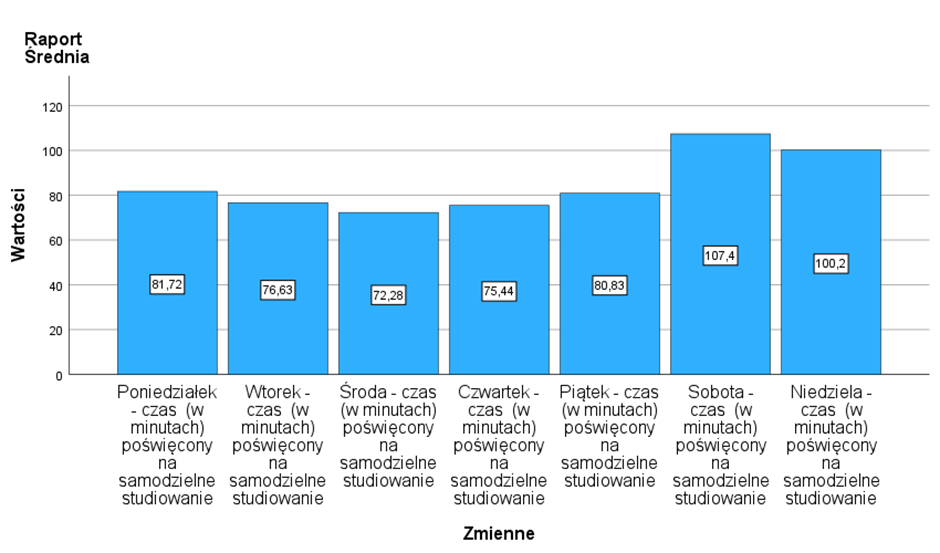 Raport
Średnia
Wartości
120
100
80
60
40
20
0
81,72
76,63
72,28
75,44
80,83
107,4
100,2
Poniedziałek
- czas (w
minutach)
poświęcony
na
samodzielne
studiowanie
Wtorek -
czas (w
minutach)
poświęcony
na
samodzielne
studiowanie
Środa - czas
(w minutach)
poświęcony
na
samodzielne
studiowanie
Czwartek -
czas (w
minutach)
poświęcony
na
samodzielne
studiowanie
Piątek - czas
(w minutach)
poświęcony
na
samodzielne
studiowanie
Sobota -
czas (w
minutach)
poświęcony
na
samodzielne
studiowanie
Niedziela -
czas (w
minutach)
poświęcony
na
samodzielne
studiowanie
Zmienne